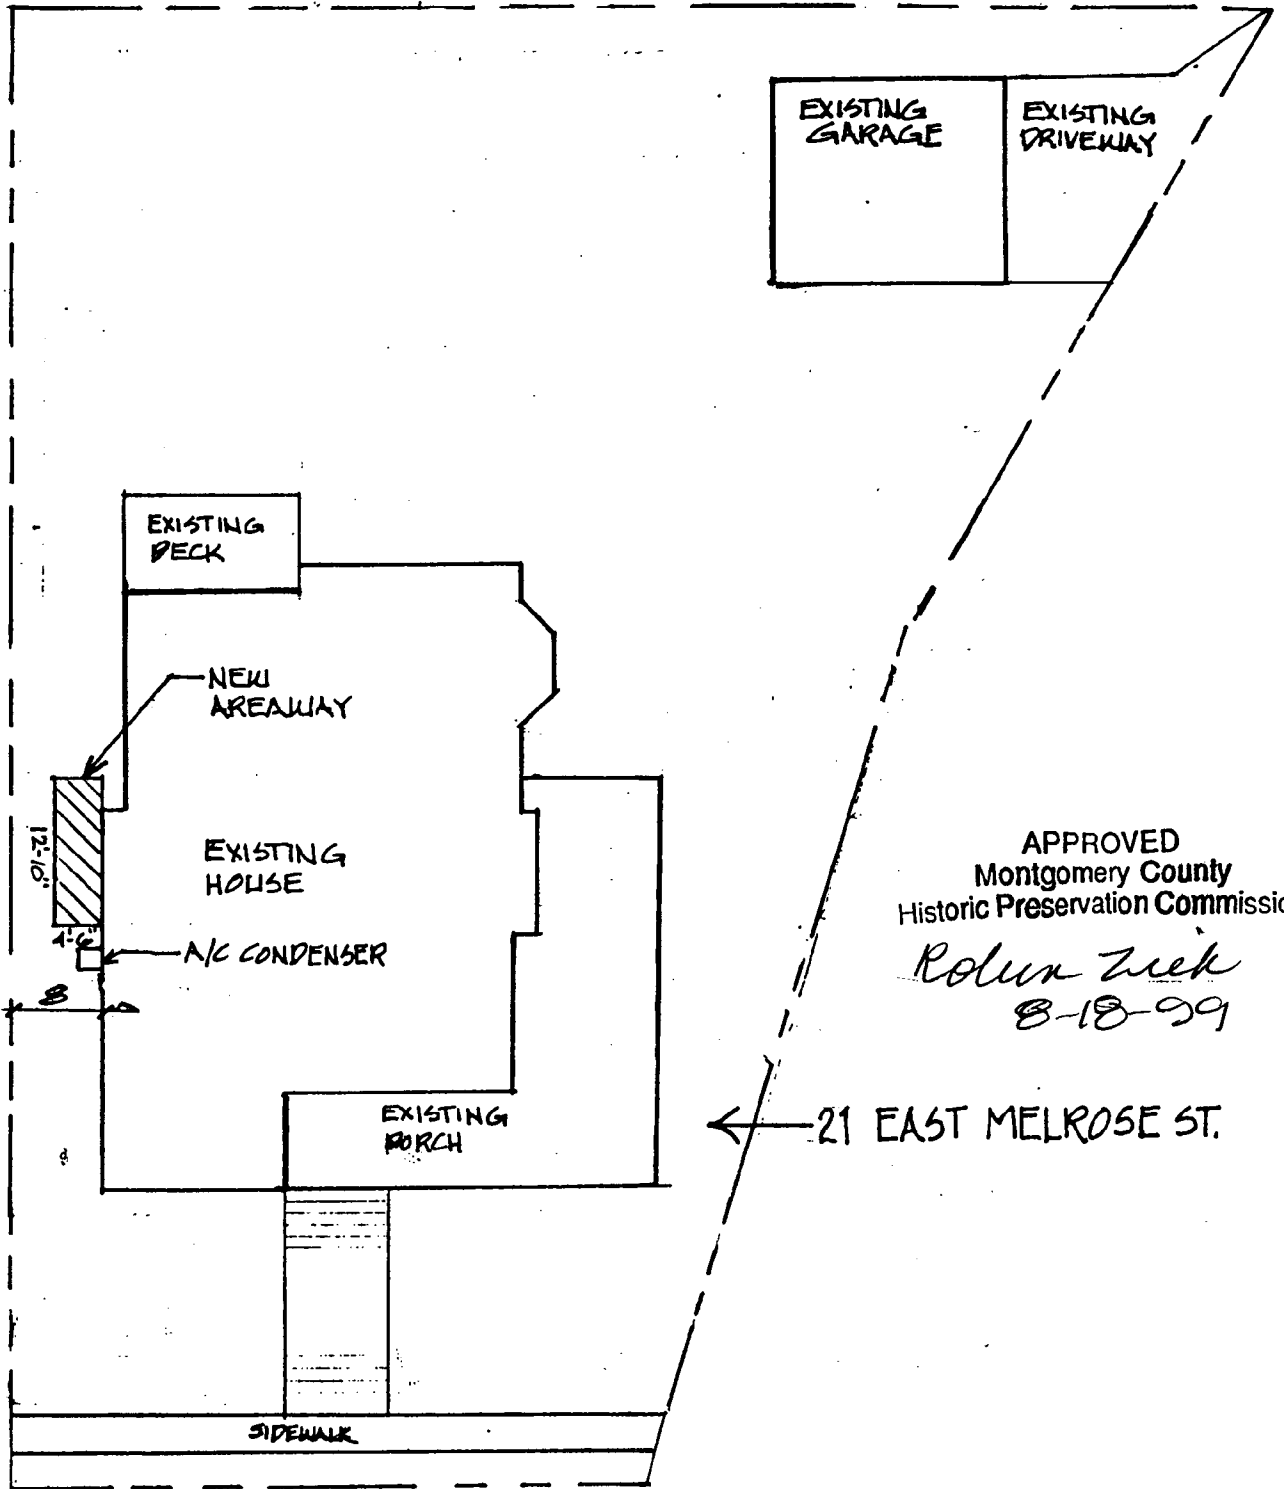 EXISTING
GARAGE
EXISTING
DRIVEWAY
EXISTING
DECK
NEW
AREAWAY
12'-10"
EXISTING
HOUSE
4'-6"
A/C CONDENSER
8
APPROVED
Montgomery County
Historic Preservation Commissio
8-18-99
EXISTING
PORCH
21 EAST MELROSE ST.
SIDEWALK